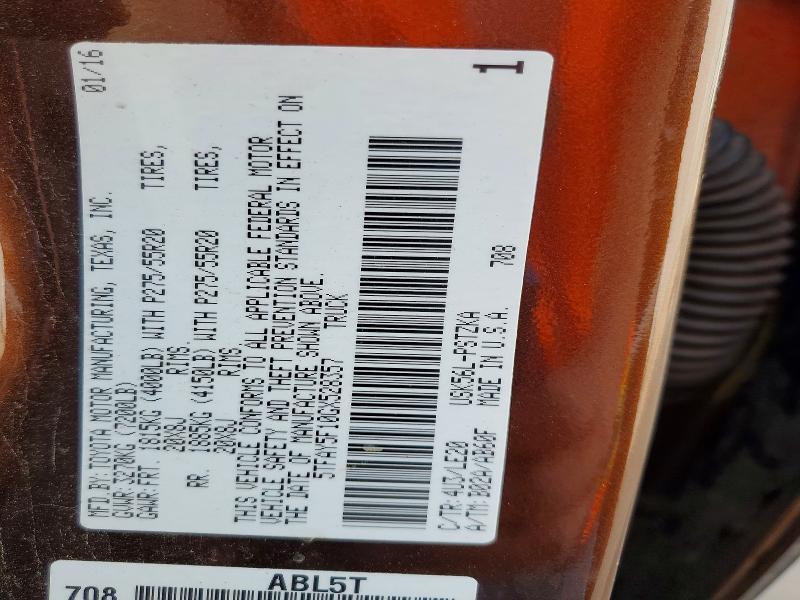 MFD.BY:TOYOTA MOTOR MANUFACTURING, TEXAS, INC. 01/16
GVWR:3270KG (7200LB)
GAWR:FRT. 1815KG (4000LB) WITH P275/55R20 TIRES,
20X8J RIMS.
RR. 1885KG (4150LB) WITH P275/55R20 TIRES,
20X8J RIMS.
THIS VEHICLE CONFORMS TO ALL APPLICABLE FEDERAL MOTOR
VEHICLE SAFETY AND THEFT PREVENTION STANDARDS IN EFFECT ON
THE DATE OF MANUFACTURE SHOWN ABOVE.
TRUCK
C/TR:4U3/LE20 USK56L-PSTZKA
A/TM:B02A/AB60F MADE IN U.S.A. 708
1
708 ABL5T